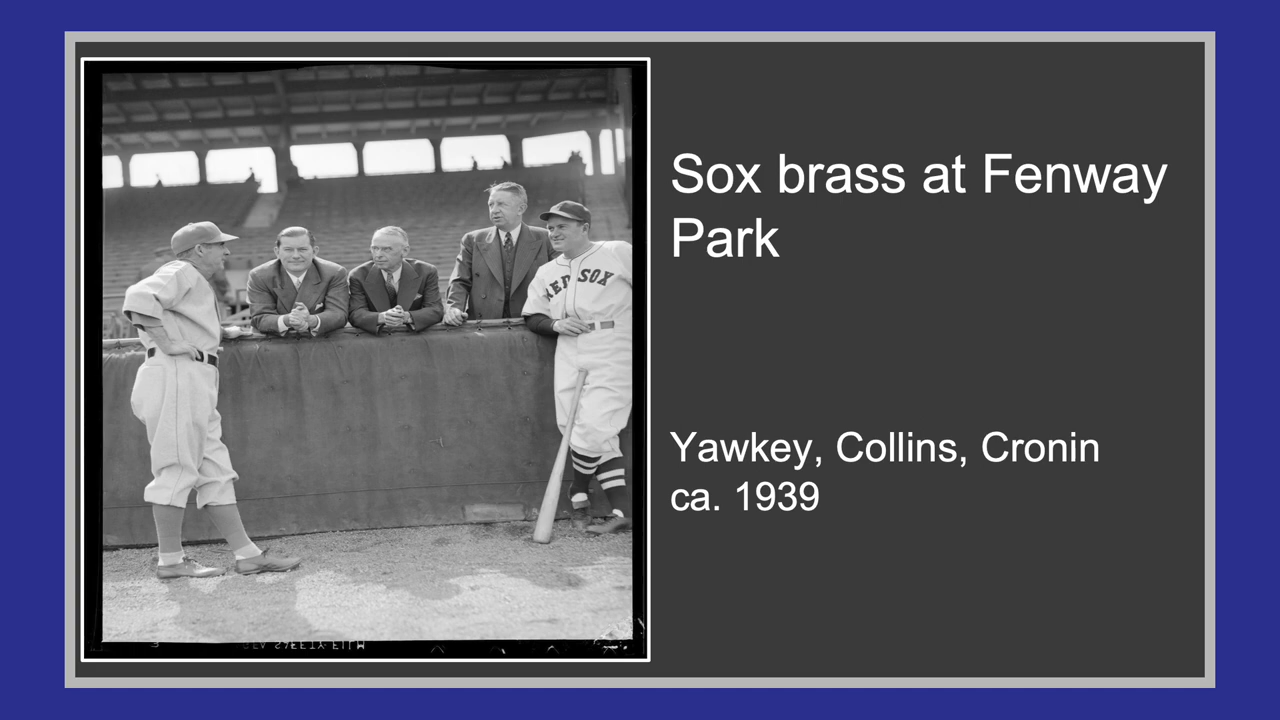 RED SOX
Sox brass at Fenway
Park
Yawkey, Collins, Cronin
ca. 1939